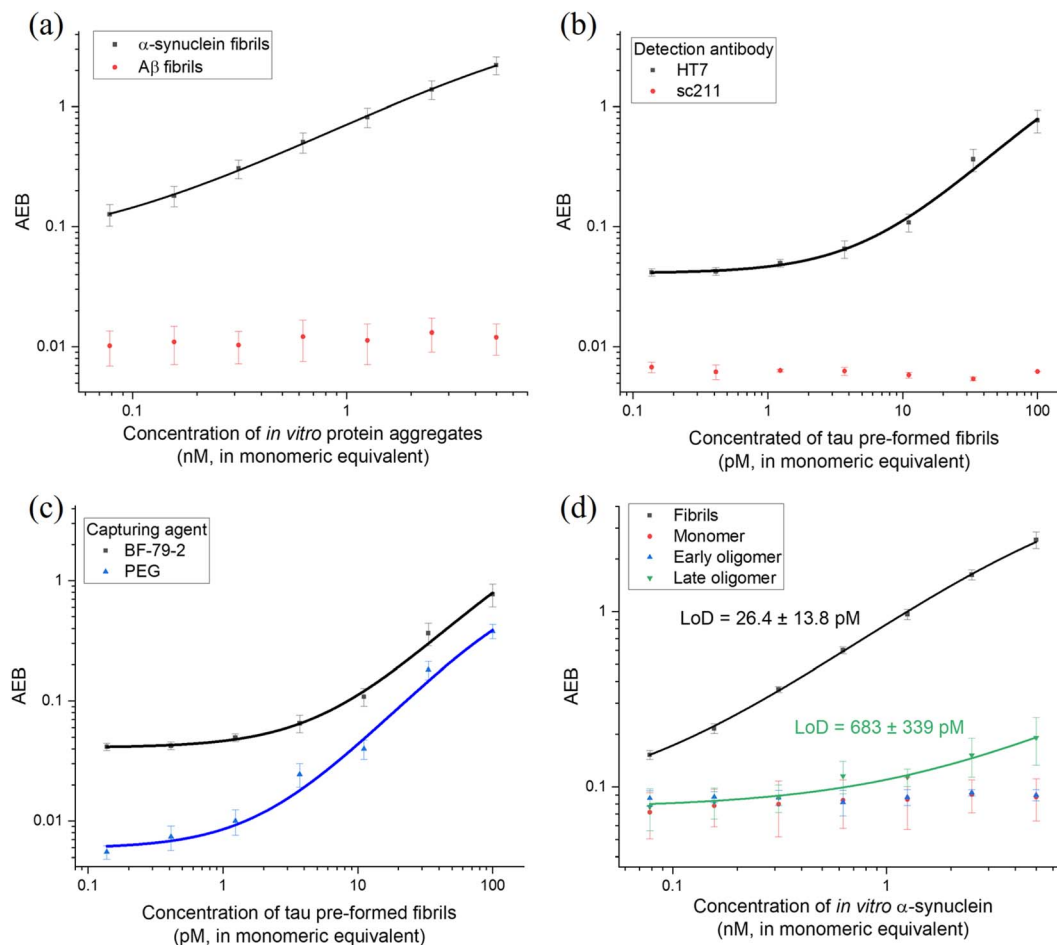 (a)
α-synuclein fibrils
Aβ fibrils
AEB
1
0.1
0.01
0.1
1
Concentration of in vitro protein aggregates
(nM, in monomeric equivalent)
(b)
Detection antibody
HT7
sc211
AEB
1
0.1
0.01
0.1
1
10
100
Concentrated of tau pre-formed fibrils
(pM, in monomeric equivalent)
(c)
Capturing agent
BF-79-2
PEG
AEB
1
0.1
0.01
0.1
1
10
100
Concentration of tau pre-formed fibrils
(pM, in monomeric equivalent)
(d)
Fibrils
Monomer
Early oligomer
Late oligomer
LoD = 26.4 ± 13.8 pM
LoD = 683 ± 339 pM
AEB
1
0.1
0.1
1
Concentration of in vitro α-synuclein
(nM, in monomeric equivalent)